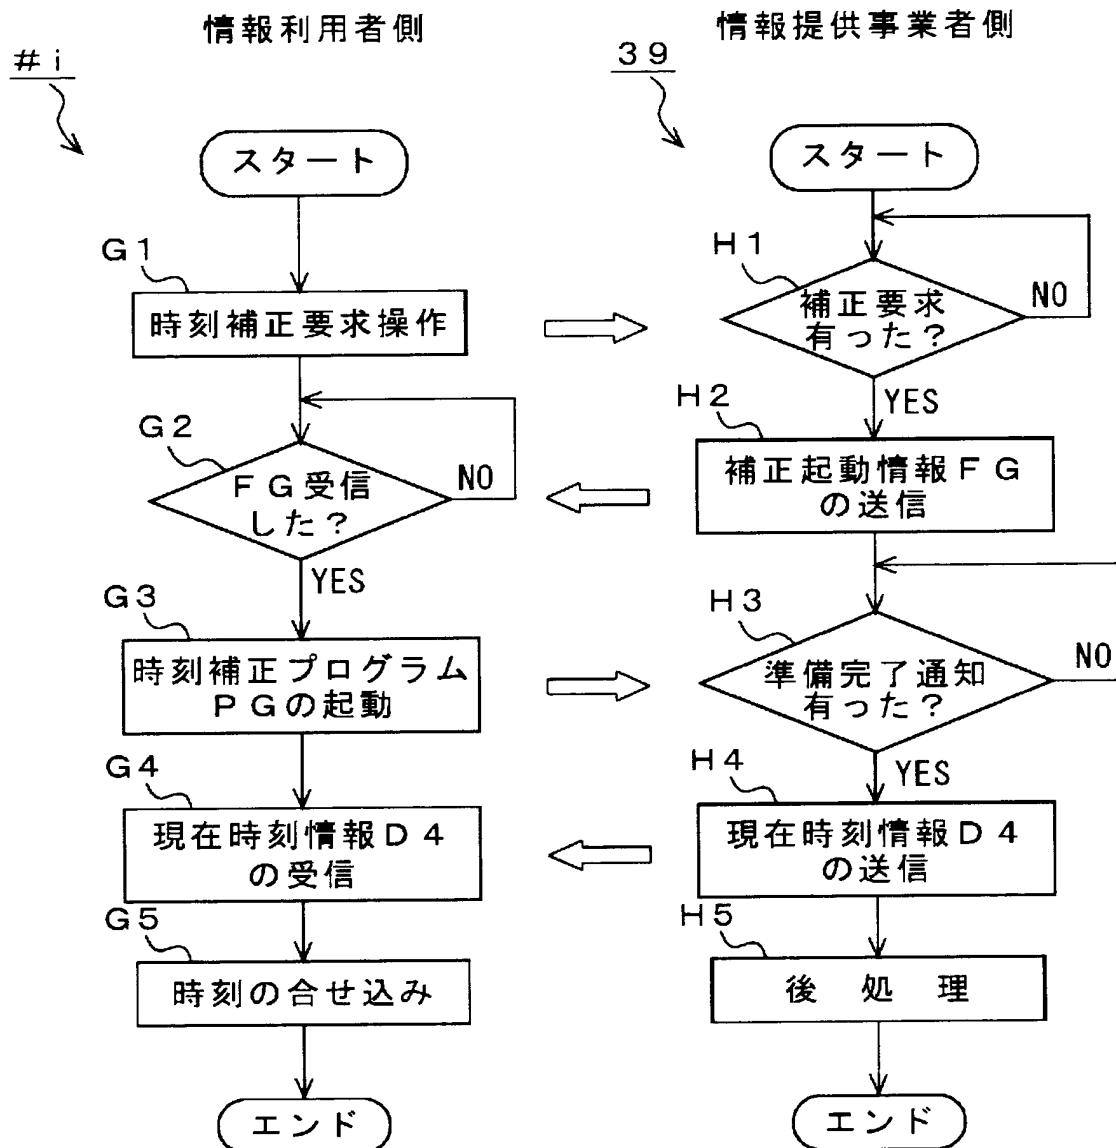 情報利用者側
#i
スタート
G1
時刻補正要求操作
G2
FG受信
した?
NO
YES
G3
時刻補正プログラム
PGの起動
G4
現在時刻情報D4
の受信
G5
時刻の合せ込み
エンド
情報提供事業者側
39
スタート
H1
補正要求
有った?
NO
YES
H2
補正起動情報FG
の送信
H3
準備完了通知
有った?
NO
YES
H4
現在時刻情報D4
の送信
H5
後処理
エンド